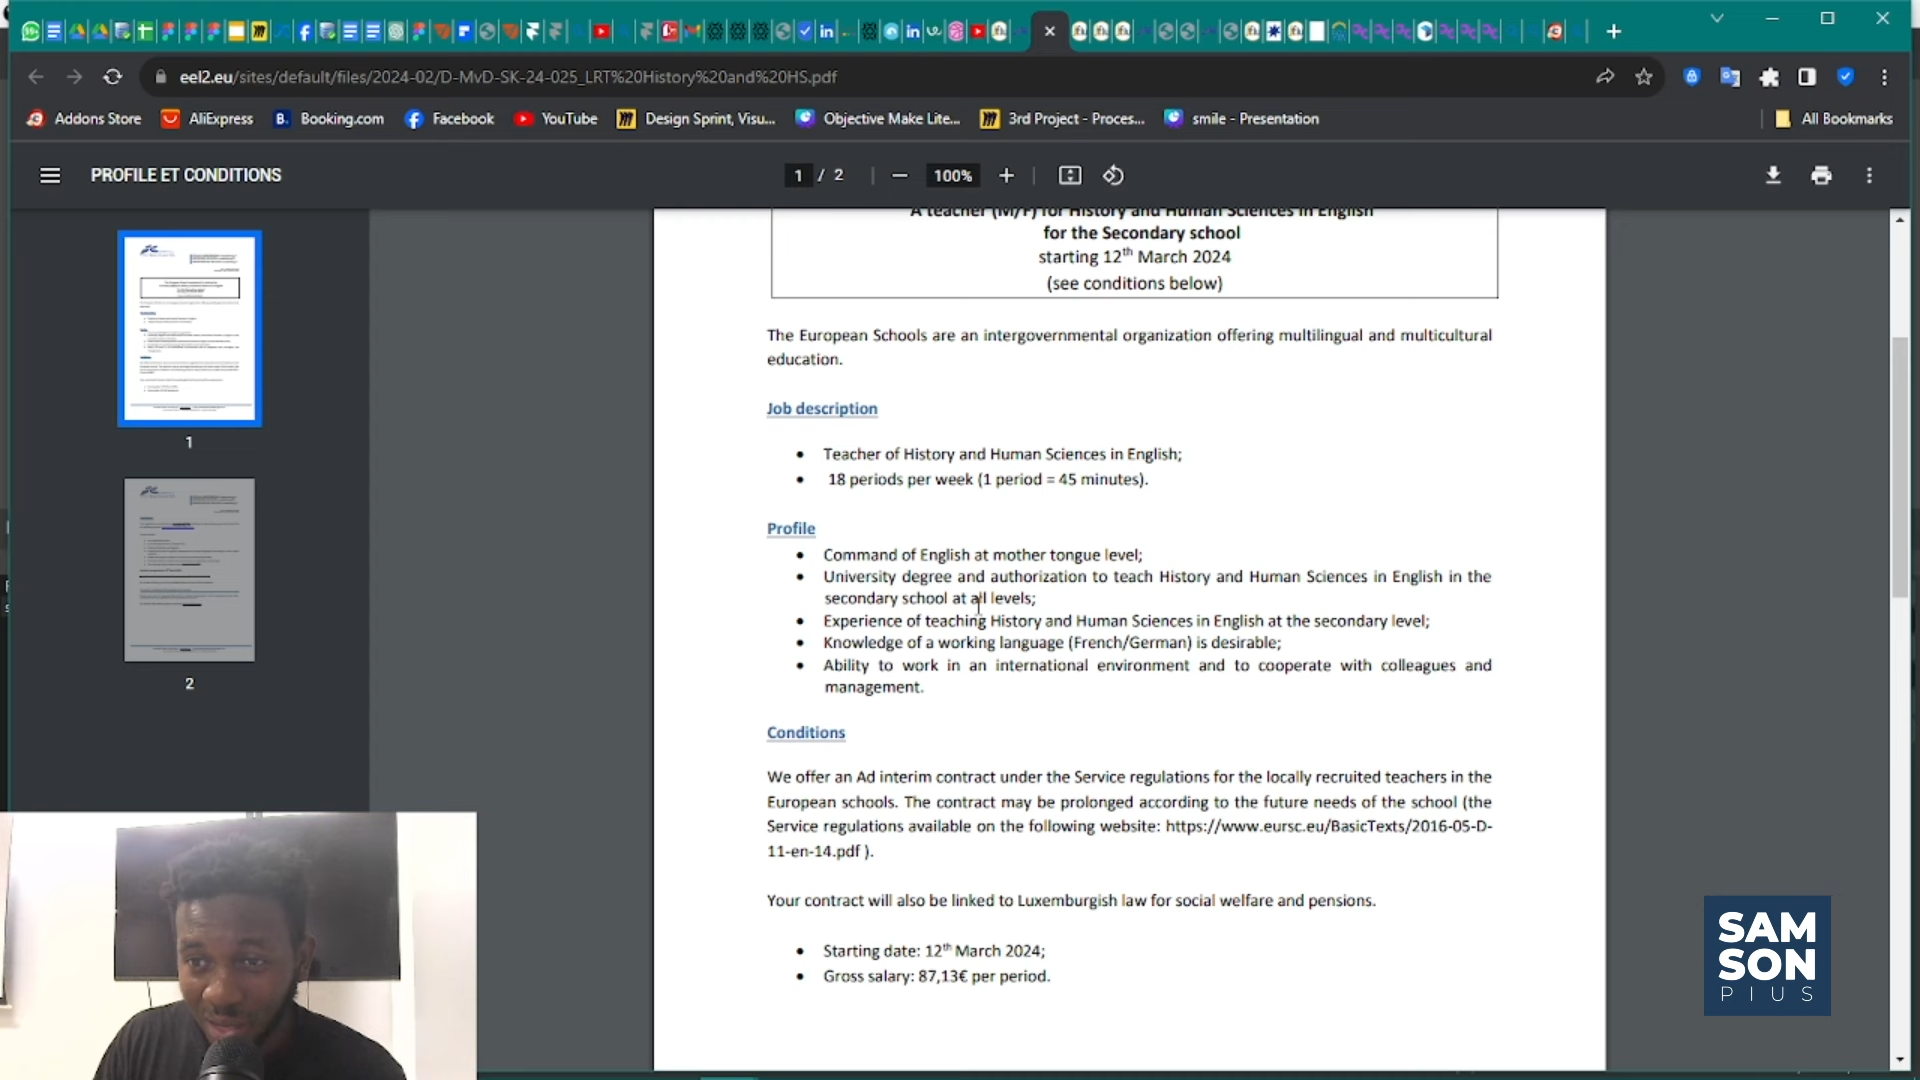 eel2.eu/sites/default/files/2024-02/D-MvD-SK-24-025_LRT%20History%20and%20HS.pdf
Addons Store
AliExpress
Booking.com
Facebook
YouTube
Design Sprint, Visu...
Objective Make Lite...
3rd Project - Proces...
smile - Presentation
All Bookmarks
PROFILE ET CONDITIONS
1 / 2
100%
1
2
A teacher (M/F) for History and Human Sciences in English
for the Secondary school
starting 12th March 2024
(see conditions below)
The European Schools are an intergovernmental organization offering multilingual and multicultural
education.
Job description
• Teacher of History and Human Sciences in English;
• 18 periods per week (1 period = 45 minutes).
Profile
• Command of English at mother tongue level;
• University degree and authorization to teach History and Human Sciences in English in the
secondary school at all levels;
• Experience of teaching History and Human Sciences in English at the secondary level;
• Knowledge of a working language (French/German) is desirable;
• Ability to work in an international environment and to cooperate with colleagues and
management.
Conditions
We offer an Ad interim contract under the Service regulations for the locally recruited teachers in the
European schools. The contract may be prolonged according to the future needs of the school (the
Service regulations available on the following website: https://www.eursc.eu/BasicTexts/2016-05-D-
11-en-14.pdf ).
Your contract will also be linked to Luxemburgish law for social welfare and pensions.
• Starting date: 12th March 2024;
• Gross salary: 87,13€ per period.
SAM
SON
PIUS